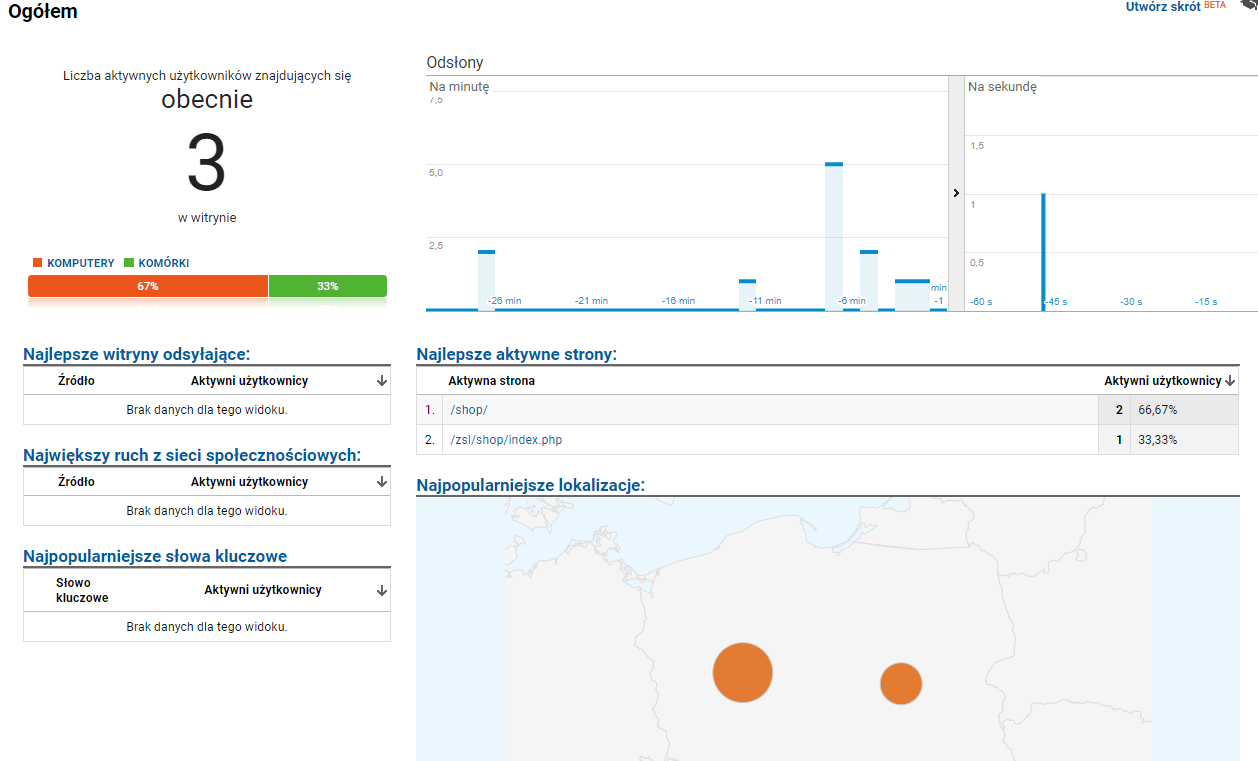 Ogółem
Utwórz skrót BETA
Liczba aktywnych użytkowników znajdujących się
obecnie
3
w witrynie
KOMPUTERY KOMÓRKI
67% 33%
Odsłony
Na minutę
7,5
5,0
2,5
-26 min -21 min -16 min -11 min -6 min min
-1
Na sekundę
1,5
1
0,5
-60 s -45 s -30 s -15 s
Najlepsze witryny odsyłające:
Źródło Aktywni użytkownicy
Brak danych dla tego widoku.
Największy ruch z sieci społecznościowych:
Źródło Aktywni użytkownicy
Brak danych dla tego widoku.
Najpopularniejsze słowa kluczowe
Słowo
kluczowe Aktywni użytkownicy
Brak danych dla tego widoku.
Najlepsze aktywne strony:
Aktywna strona Aktywni użytkownicy
1. /shop/ 2 66,67%
2. /zsl/shop/index.php 1 33,33%
Najpopularniejsze lokalizacje: